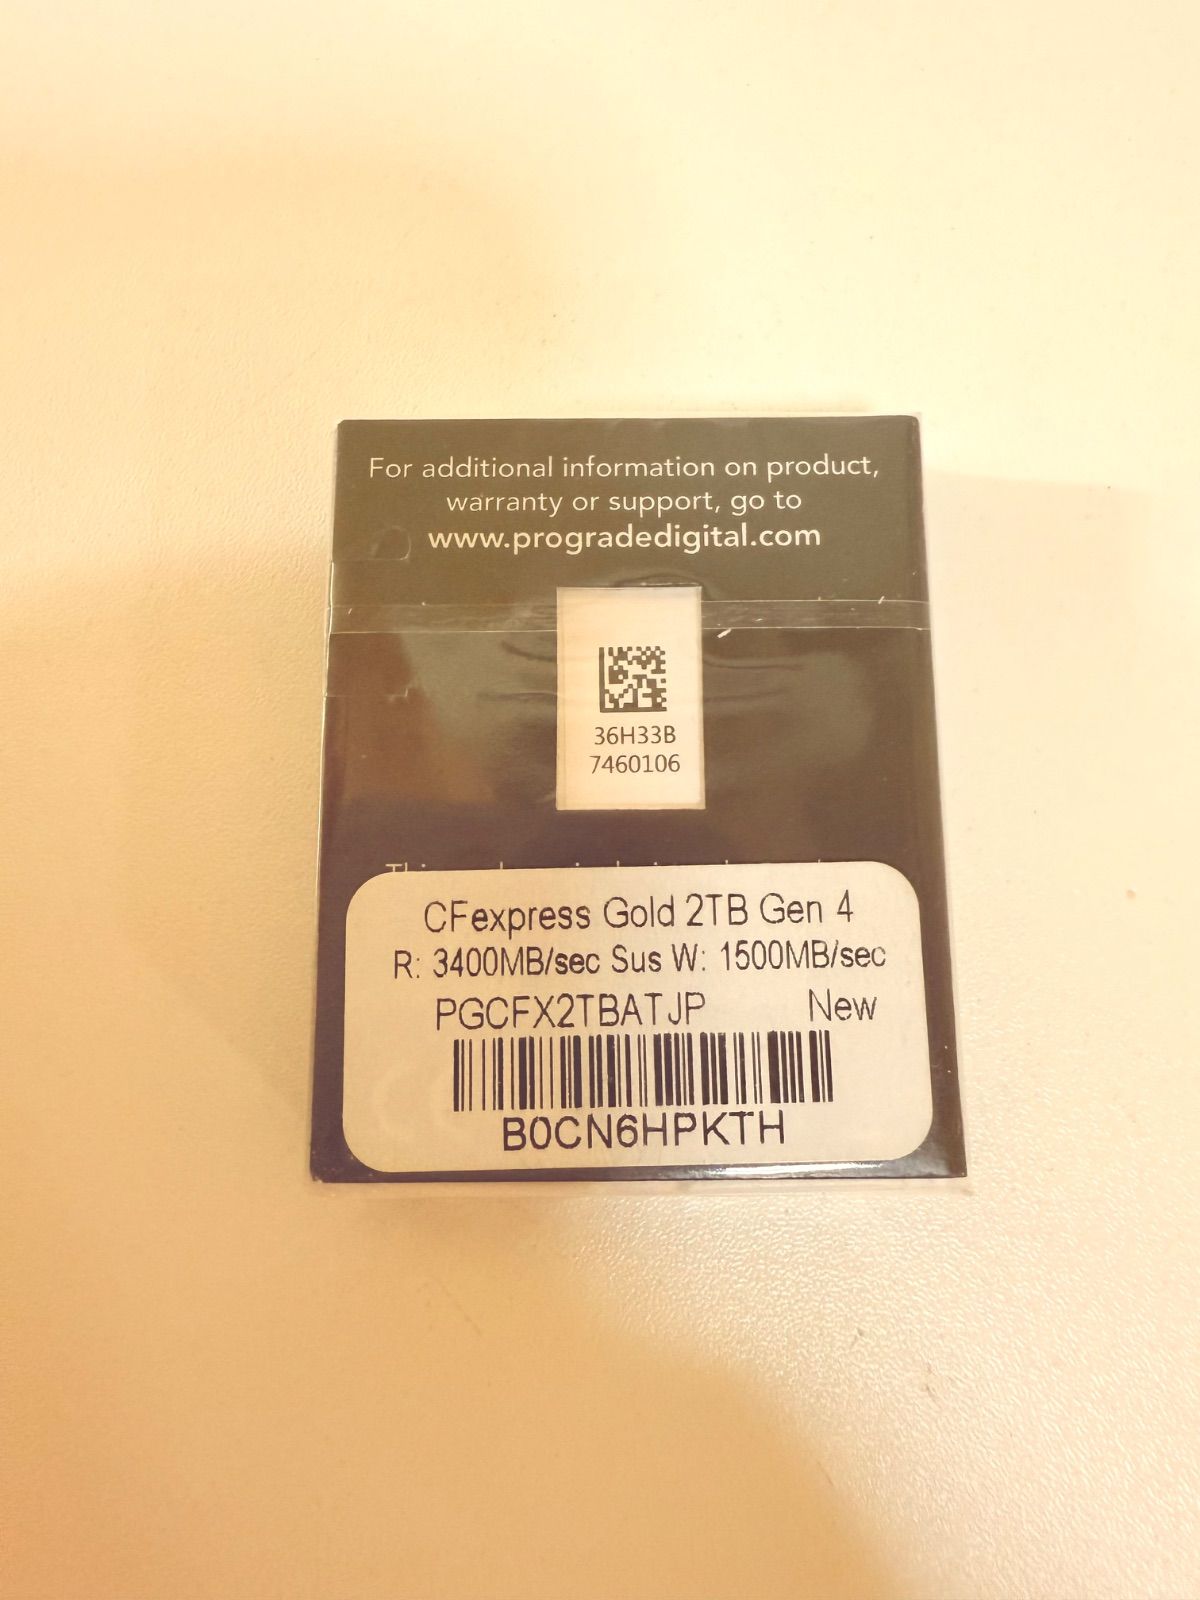 For additional information on product,
warranty or support, go to
www.progradedigital.com
36H33B
7460106
CFexpress Gold 2TB Gen 4
R: 3400MB/sec Sus W: 1500MB/sec
PGCFX2TBATJP New
B0CN6HPKTH